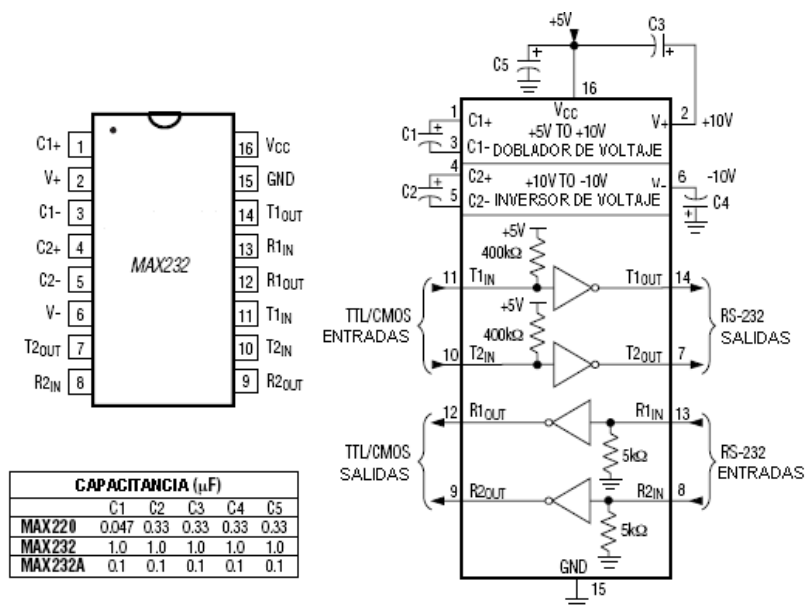 C1+ 1
V+ 2
C1- 3
C2+ 4
C2- 5
V- 6
T2OUT 7
R2IN 8
MAX232
16 VCC
15 GND
14 T1OUT
13 R1IN
12 R1OUT
11 T1IN
10 T2IN
9 R2OUT
CAPACITANCIA (µF)
C1 C2 C3 C4 C5
MAX220 0.047 0.33 0.33 0.33 0.33
MAX232 1.0 1.0 1.0 1.0 1.0
MAX232A 0.1 0.1 0.1 0.1 0.1
+5V
C3
+
C5
+
16
VCC
1
C1+
+5V TO +10V
V+
2
+10V
C1
+
3
C1-
DOBLADOR DE VOLTAJE
4
C2+
+10V TO -10V
V-
6
-10V
C2
+
5
C2-
INVERSOR DE VOLTAJE
C4
+
+5V
400kΩ
11
T1IN
T1OUT
14
+5V
TTL/CMOS
ENTRADAS
RS-232
SALIDAS
400kΩ
10
T2IN
T2OUT
7
12
R1OUT
R1IN
13
TTL/CMOS
SALIDAS
5kΩ
RS-232
ENTRADAS
9
R2OUT
R2IN
8
5kΩ
GND
15